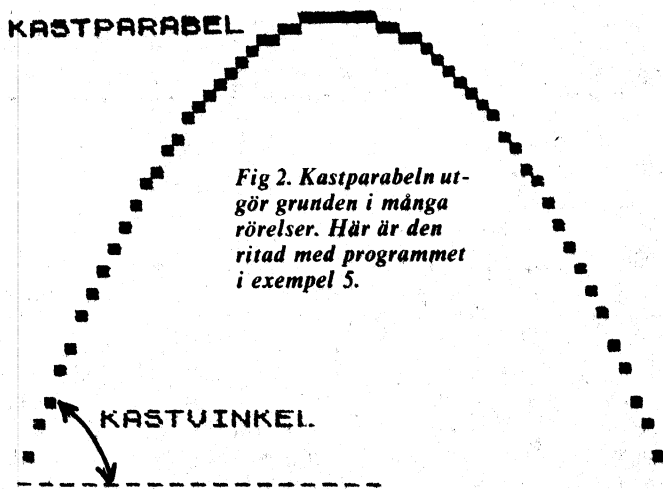 KASTPARABEL
Fig 2. Kastparabeln ut-
gör grunden i många
rörelser. Här är den
ritad med programmet
i exempel 5.
KASTVINKEL